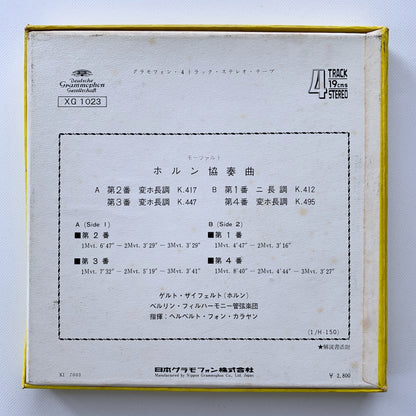 Deutsche
Grammophon
Gesellschaft
XG 1023
グラモフォン・4トラック・ステレオ・テープ
4 TRACK
19cms
STEREO
モーツァルト
ホルン協奏曲
A 第2番 変ホ長調 K.417 B 第1番 ニ長調 K.412
第3番 変ホ長調 K.447 第4番 変ホ長調 K.495
A (Side 1) B (Side 2)
■第2番 ■第1番
1Mvt. 6'47" — 2Mvt. 3'29" — 3Mvt. 3'29" 1Mvt. 4'47" — 2Mvt. 3'16"
■第3番 ■第4番
1Mvt. 7'32" — 2Mvt. 5'19" — 3Mvt. 3'41" 1Mvt. 8'40" — 2Mvt. 4'44" — 3Mvt. 3'27"
ゲルト・ザイフェルト(ホルン)
ベルリン・フィルハーモニー管弦楽団
指揮:ヘルベルト・フォン・カラヤン
(1/H-150)
★解説書添附
日本グラモフォン株式会社
Manufactured by Nippon Grammophon Co., Ltd. Japan
¥ 2,800